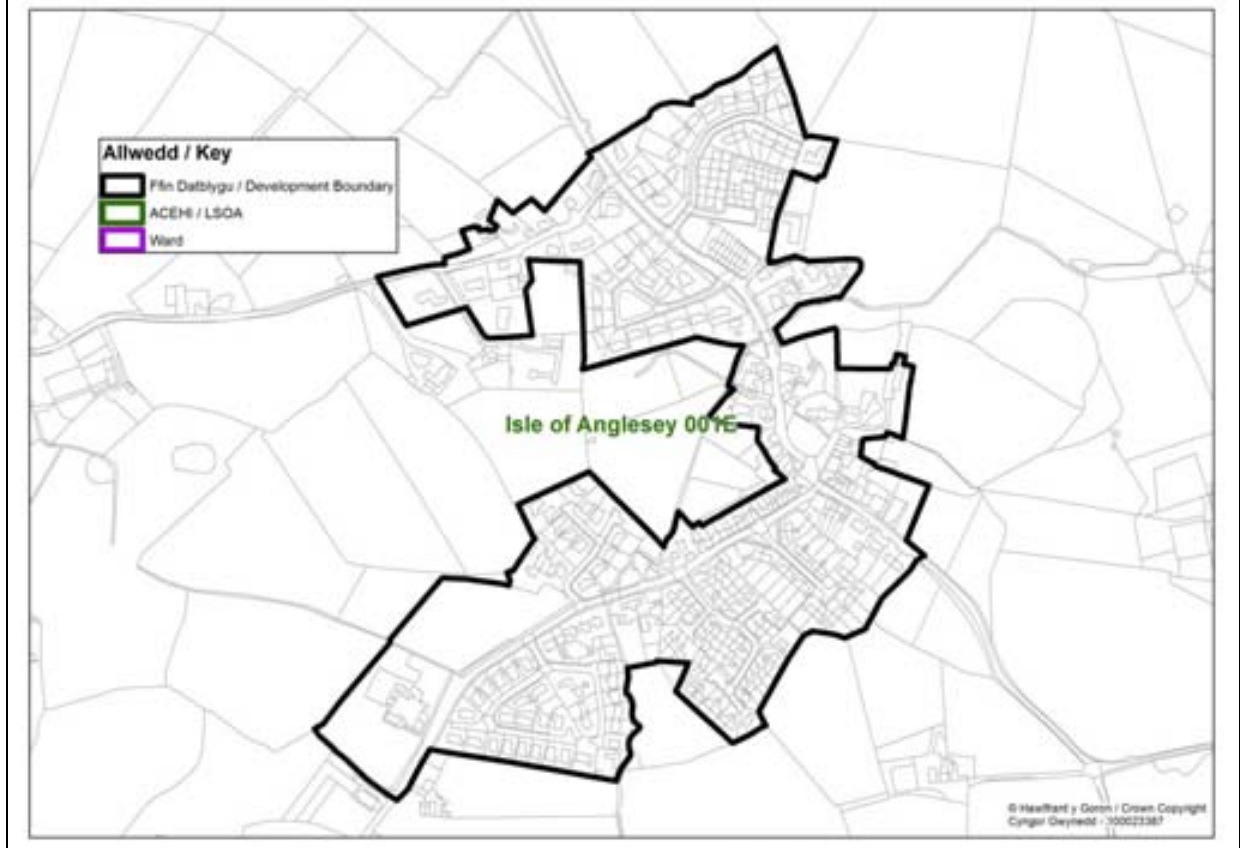 Allwedd / Key
Ffin Datblygu / Development Boundary
ACEHI / LSOA
Ward
Isle of Anglesey 001E
© Hawlfraint y Goron / Crown Copyright
Cyngor Gwynedd - 100023387